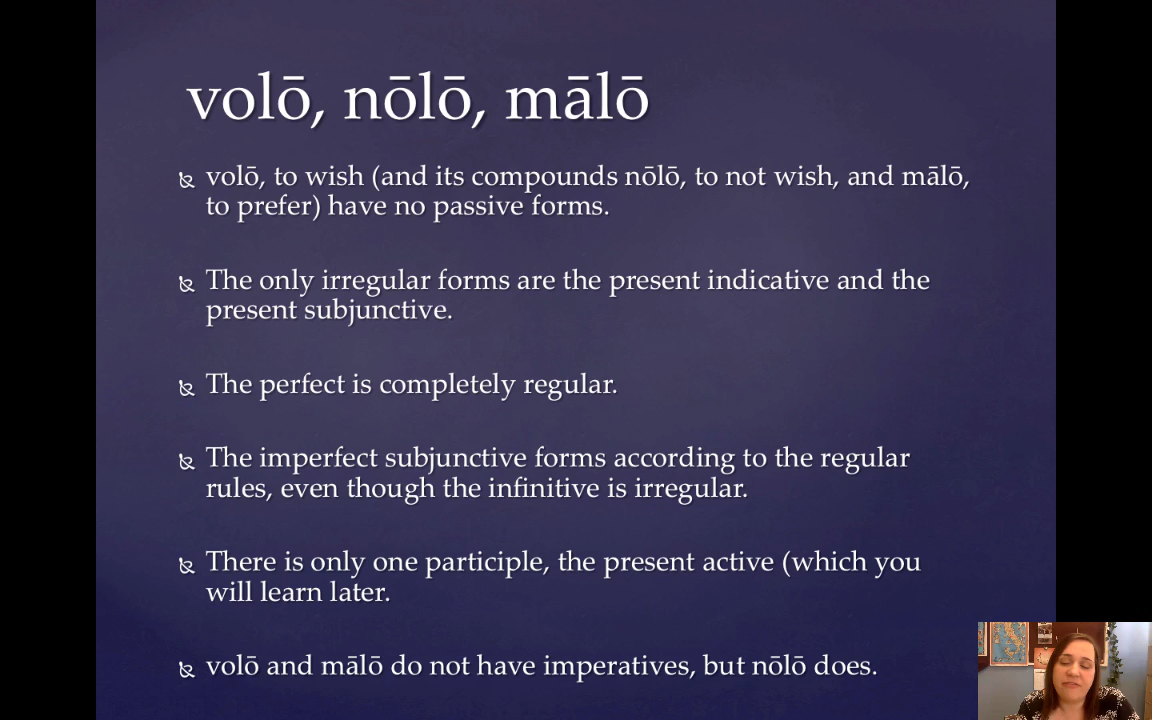 volō, nōlō, mālō
volō, to wish (and its compounds nōlō, to not wish, and mālō,
to prefer) have no passive forms.
The only irregular forms are the present indicative and the
present subjunctive.
The perfect is completely regular.
The imperfect subjunctive forms according to the regular
rules, even though the infinitive is irregular.
There is only one participle, the present active (which you
will learn later.
volō and mālō do not have imperatives, but nōlō does.